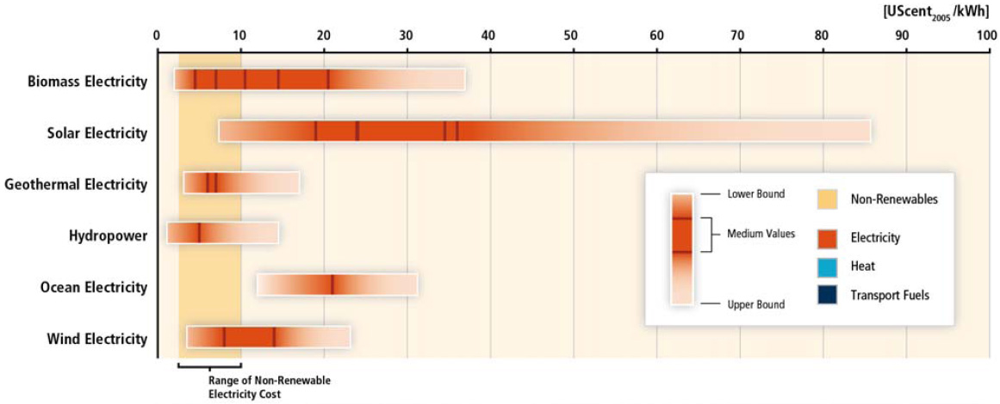 [UScent2005/kWh]
0 10 20 30 40 50 60 70 80 90 100
Biomass Electricity
Solar Electricity
Geothermal Electricity
Hydropower
Ocean Electricity
Wind Electricity
Lower Bound
Medium Values
Upper Bound
Non-Renewables
Electricity
Heat
Transport Fuels
Range of Non-Renewable
Electricity Cost